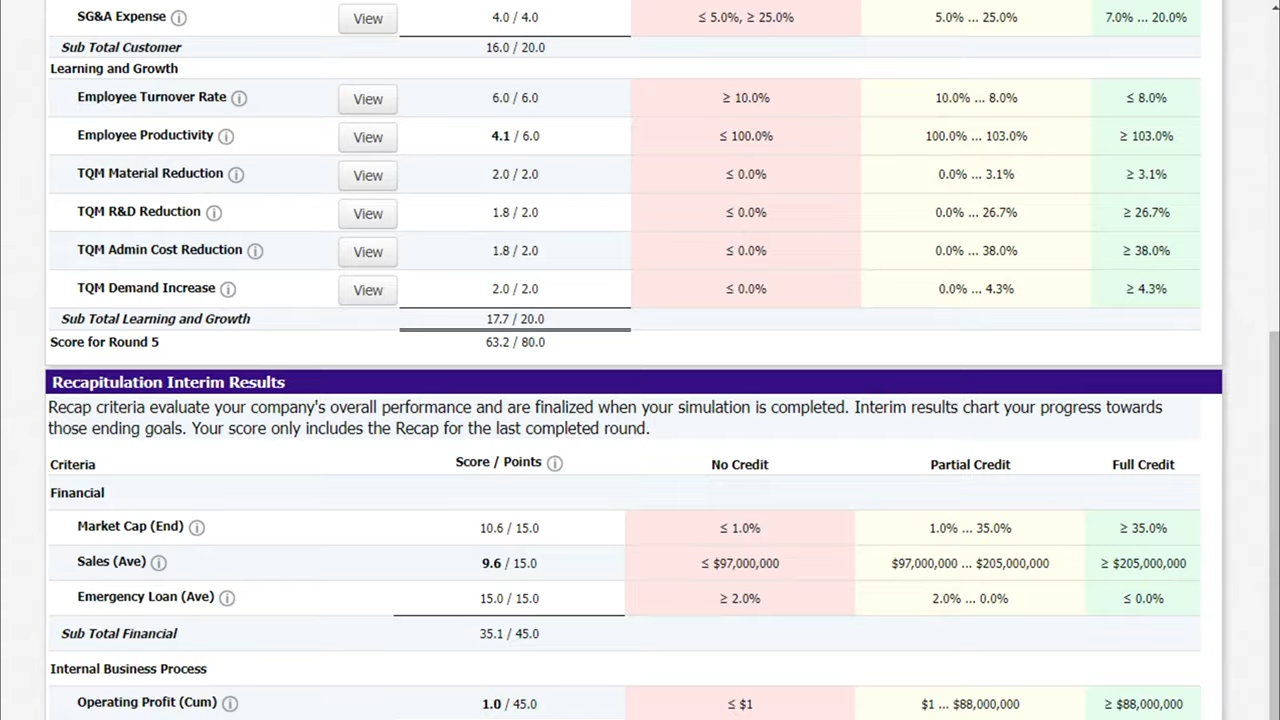 SG&A Expense View 4.0 / 4.0 ≤ 5.0%, ≥ 25.0% 5.0% ... 25.0% 7.0% ... 20.0%
Sub Total Customer 16.0 / 20.0
Learning and Growth
Employee Turnover Rate View 6.0 / 6.0 ≥ 10.0% 10.0% ... 8.0% ≤ 8.0%
Employee Productivity View 4.1 / 6.0 ≤ 100.0% 100.0% ... 103.0% ≥ 103.0%
TQM Material Reduction View 2.0 / 2.0 ≤ 0.0% 0.0% ... 3.1% ≥ 3.1%
TQM R&D Reduction View 1.8 / 2.0 ≤ 0.0% 0.0% ... 26.7% ≥ 26.7%
TQM Admin Cost Reduction View 1.8 / 2.0 ≤ 0.0% 0.0% ... 38.0% ≥ 38.0%
TQM Demand Increase View 2.0 / 2.0 ≤ 0.0% 0.0% ... 4.3% ≥ 4.3%
Sub Total Learning and Growth 17.7 / 20.0
Score for Round 5 63.2 / 80.0
Recapitulation Interim Results
Recap criteria evaluate your company's overall performance and are finalized when your simulation is completed. Interim results chart your progress towards
those ending goals. Your score only includes the Recap for the last completed round.
Criteria Score / Points No Credit Partial Credit Full Credit
Financial
Market Cap (End) 10.6 / 15.0 ≤ 1.0% 1.0% ... 35.0% ≥ 35.0%
Sales (Ave) 9.6 / 15.0 ≤ $97,000,000 $97,000,000 ... $205,000,000 ≥ $205,000,000
Emergency Loan (Ave) 15.0 / 15.0 ≥ 2.0% 2.0% ... 0.0% ≤ 0.0%
Sub Total Financial 35.1 / 45.0
Internal Business Process
Operating Profit (Cum) 1.0 / 45.0 ≤ $1 $1 ... $88,000,000 ≥ $88,000,000